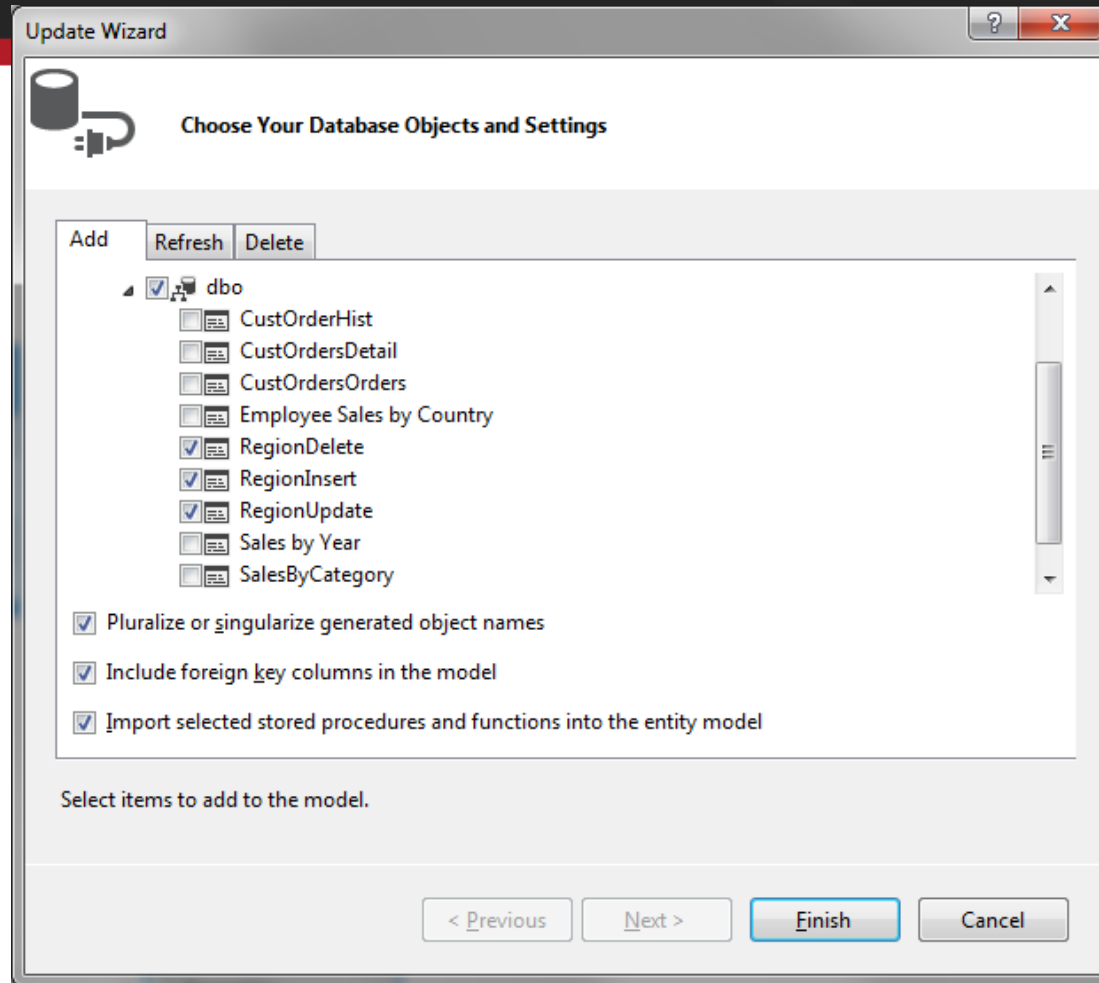 Update Wizard
Choose Your Database Objects and Settings
Add Refresh Delete
dbo
CustOrderHist
CustOrdersDetail
CustOrdersOrders
Employee Sales by Country
RegionDelete
RegionInsert
RegionUpdate
Sales by Year
SalesByCategory
Pluralize or singularize generated object names
Include foreign key columns in the model
Import selected stored procedures and functions into the entity model
Select items to add to the model.
< Previous Next > Finish Cancel